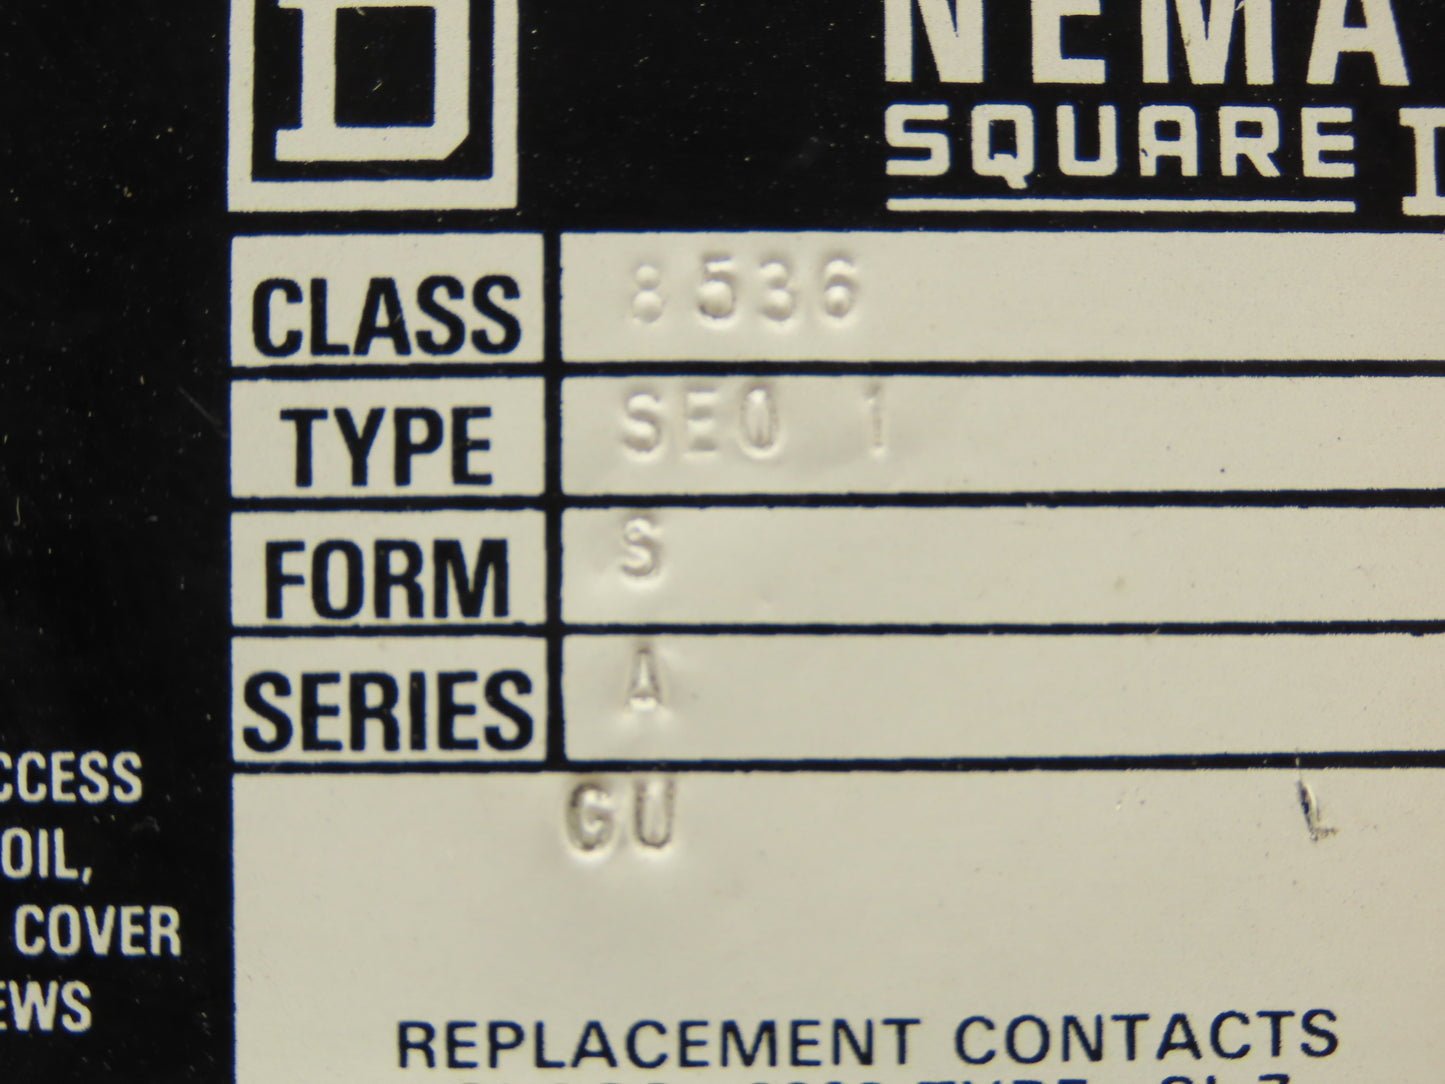 D
NEMA
SQUARE D
CLASS 8536
TYPE SEO 1
FORM S
SERIES A
GU L
CCESS
OIL,
COVER
EWS
REPLACEMENT CONTACTS